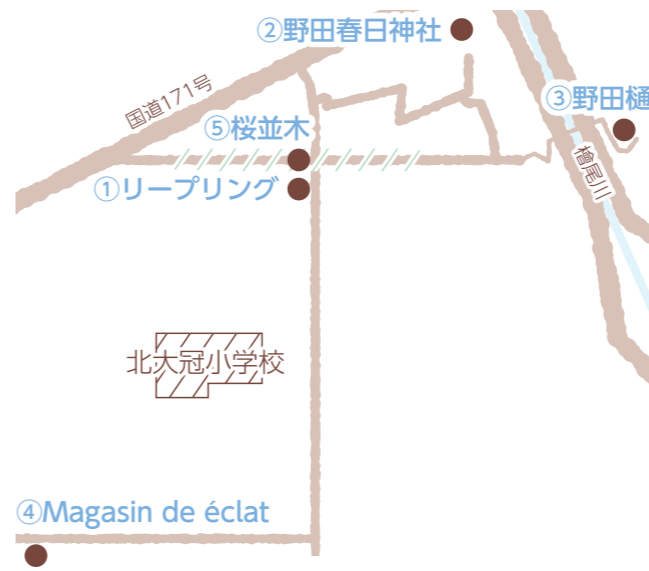 ②野田春日神社
国道171号
③野田樋
⑤桜並木
①リープリング
檜尾川
北大冠小学校
④Magasin de éclat